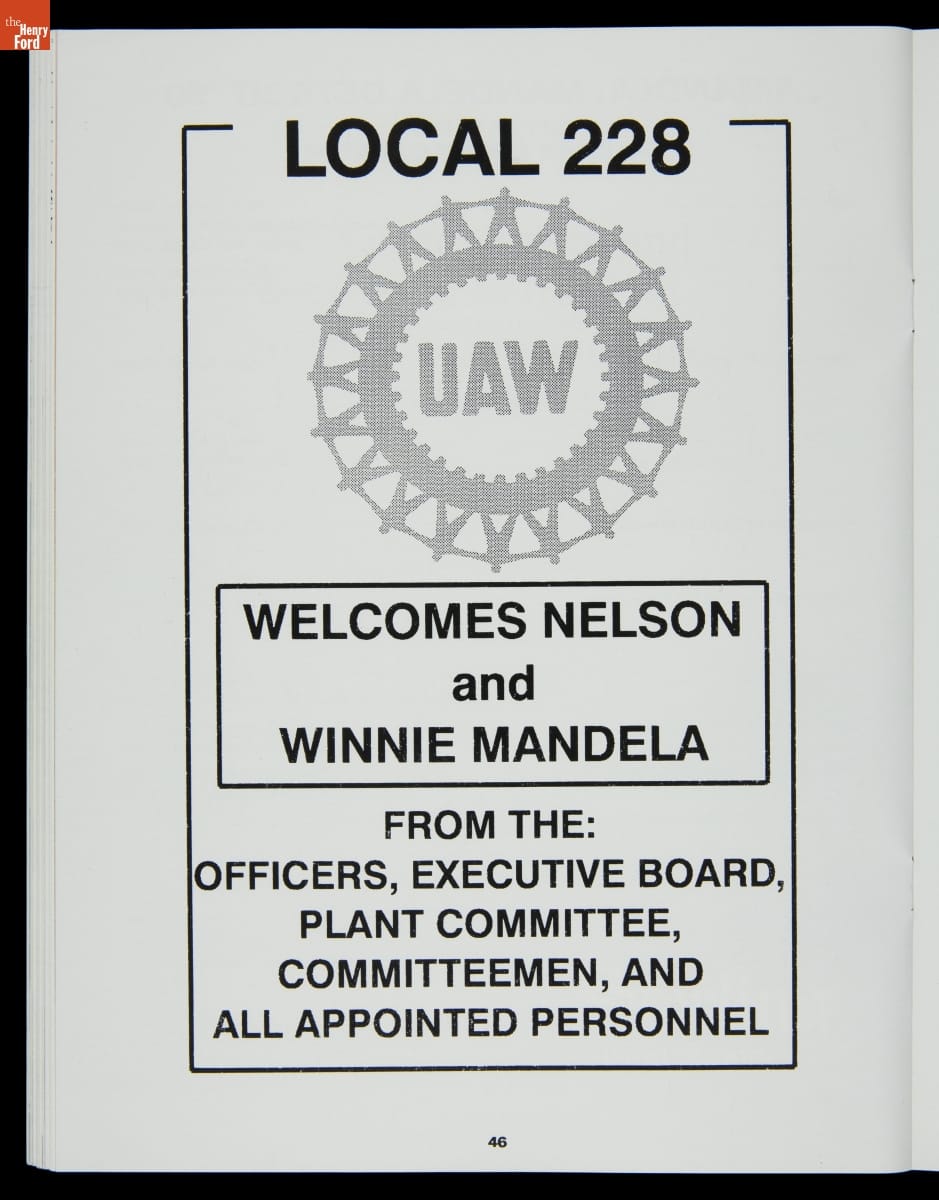 the
Henry
Ford
LOCAL 228
UAW
WELCOMES NELSON
and
WINNIE MANDELA
FROM THE:
OFFICERS, EXECUTIVE BOARD,
PLANT COMMITTEE,
COMMITTEEMEN, AND
ALL APPOINTED PERSONNEL
46